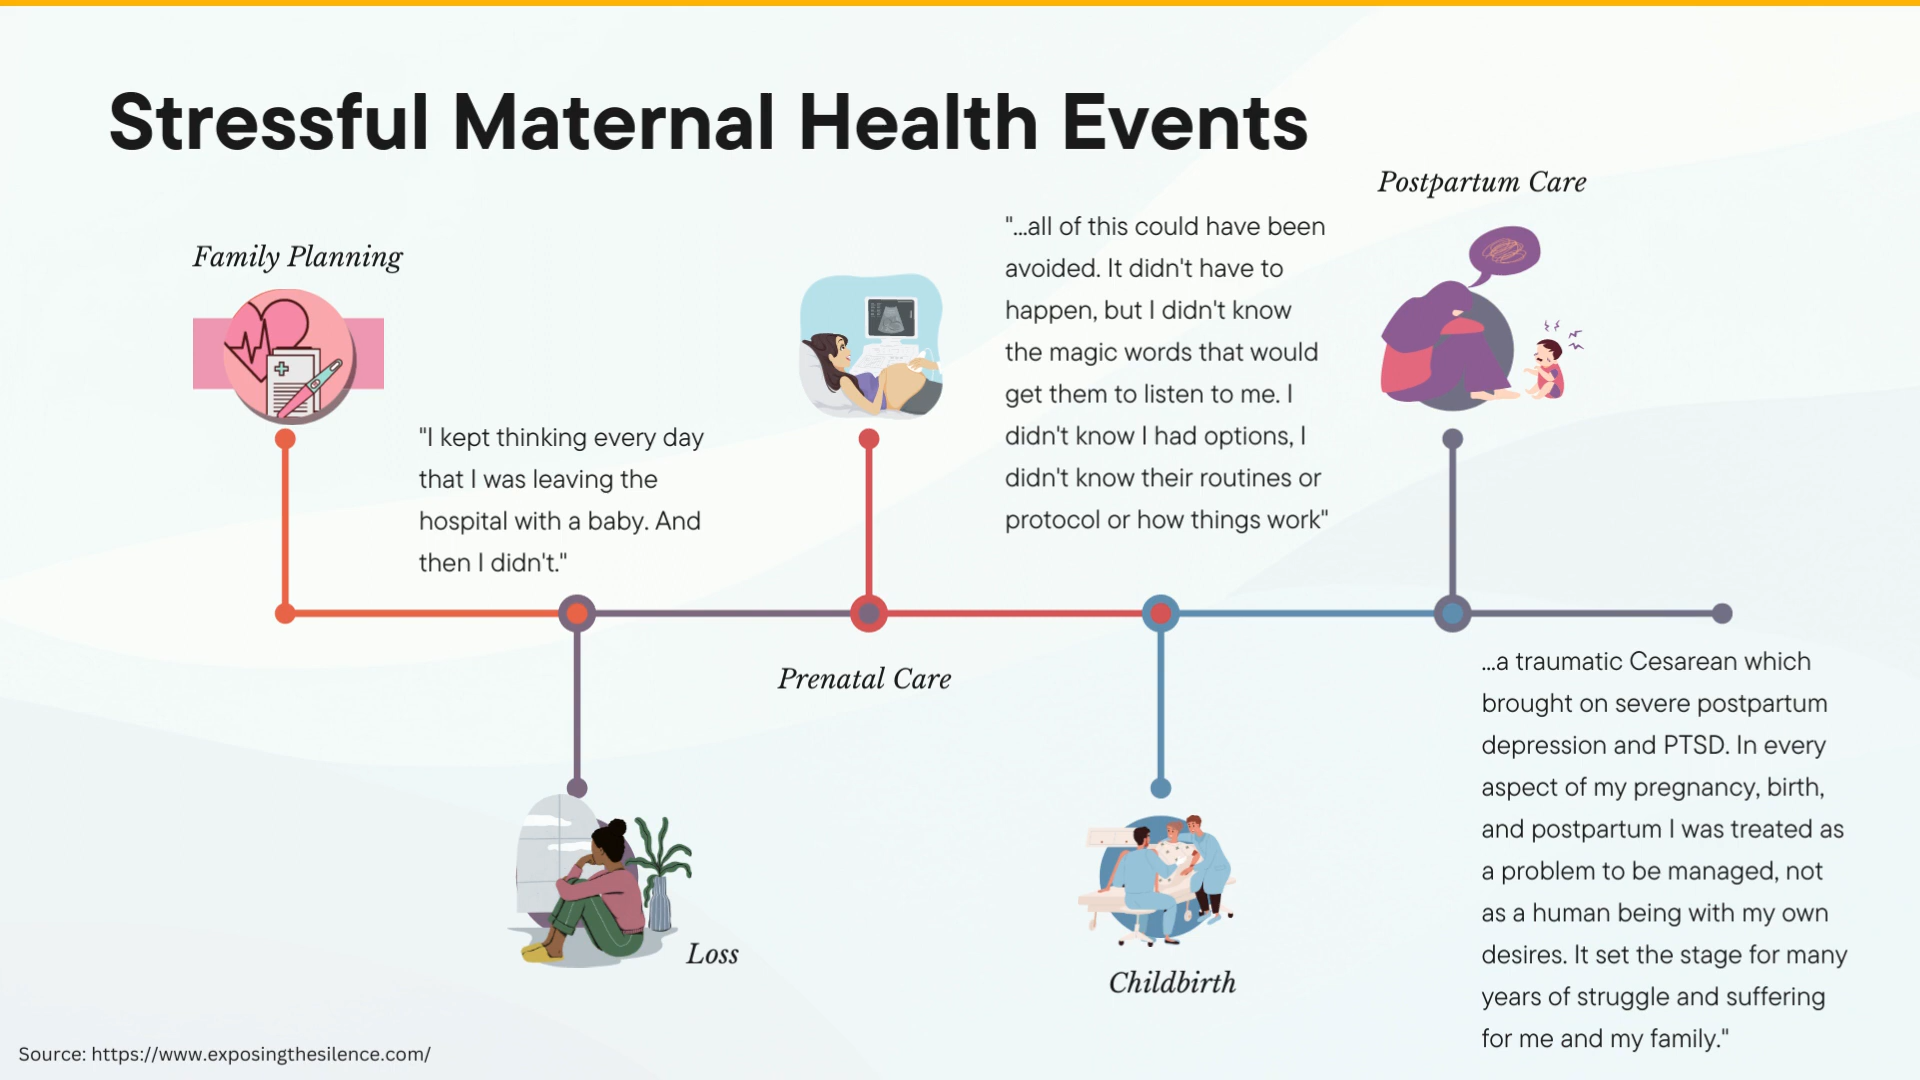 Stressful Maternal Health Events
Family Planning
"I kept thinking every day
that I was leaving the
hospital with a baby. And
then I didn't."
Loss
Prenatal Care
"...all of this could have been
avoided. It didn't have to
happen, but I didn't know
the magic words that would
get them to listen to me. I
didn't know I had options, I
didn't know their routines or
protocol or how things work"
Childbirth
Postpartum Care
...a traumatic Cesarean which
brought on severe postpartum
depression and PTSD. In every
aspect of my pregnancy, birth,
and postpartum I was treated as
a problem to be managed, not
as a human being with my own
desires. It set the stage for many
years of struggle and suffering
for me and my family."
Source: https://www.exposingthesilence.com/